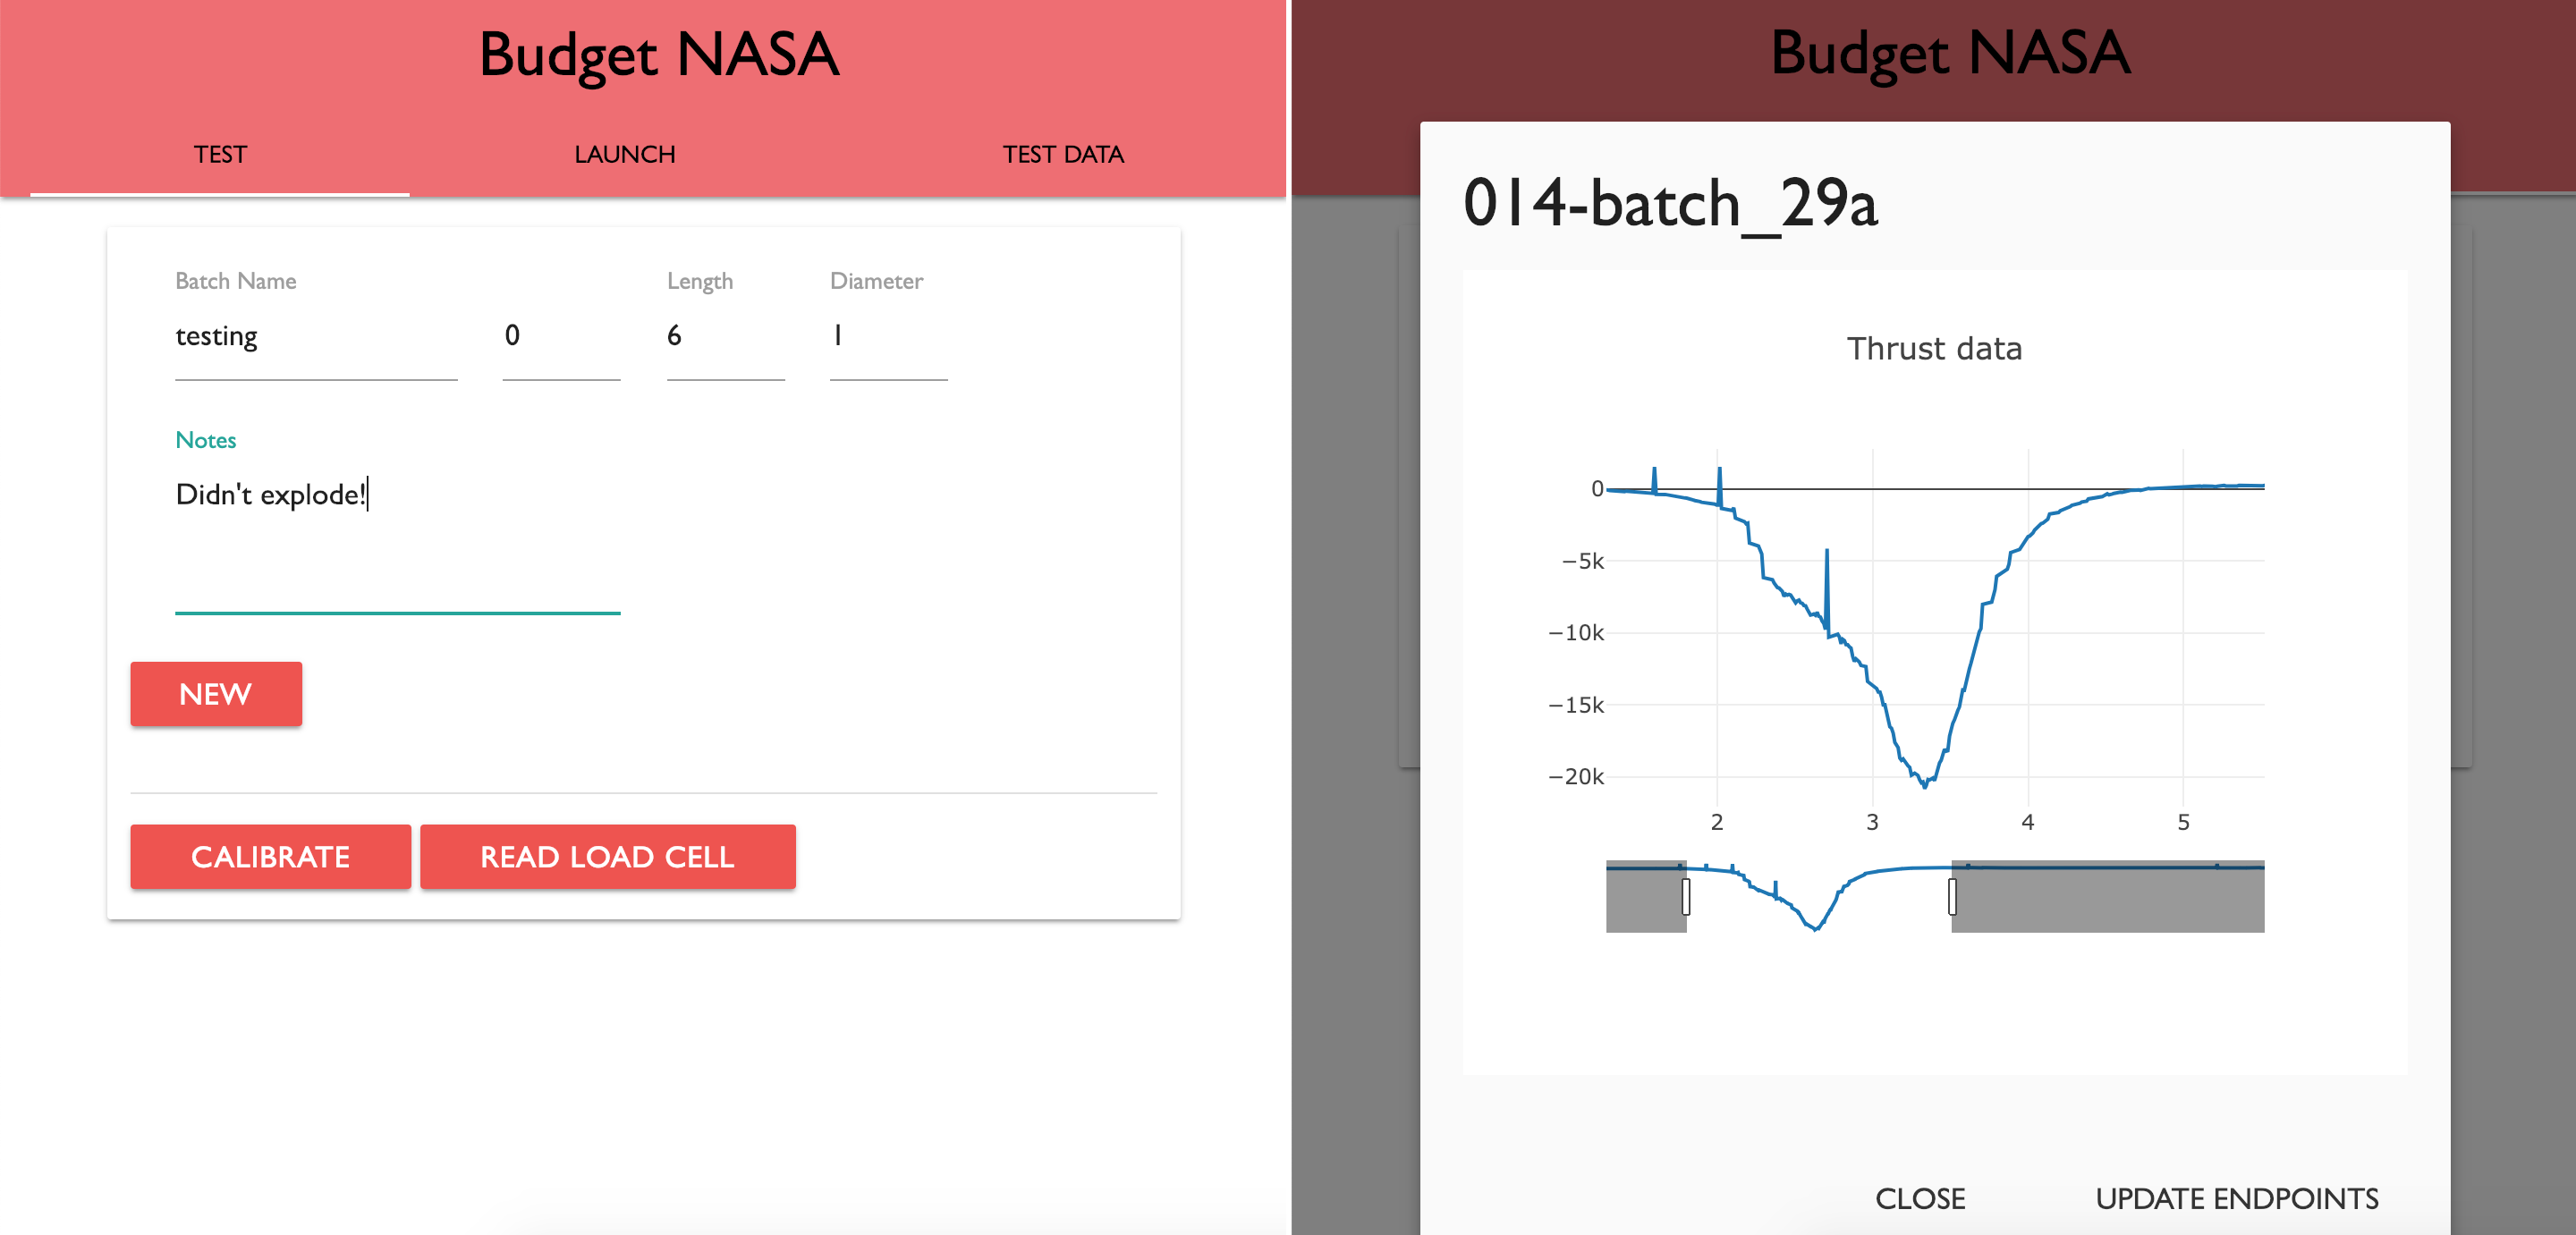 Budget NASA
TEST LAUNCH TEST DATA
Batch Name Length Diameter
testing 0 6 1
Notes
Didn't explode!
NEW
CALIBRATE READ LOAD CELL
Budget NASA
014-batch_29a
Thrust data
0
−5k
−10k
−15k
−20k
2 3 4 5
CLOSE UPDATE ENDPOINTS